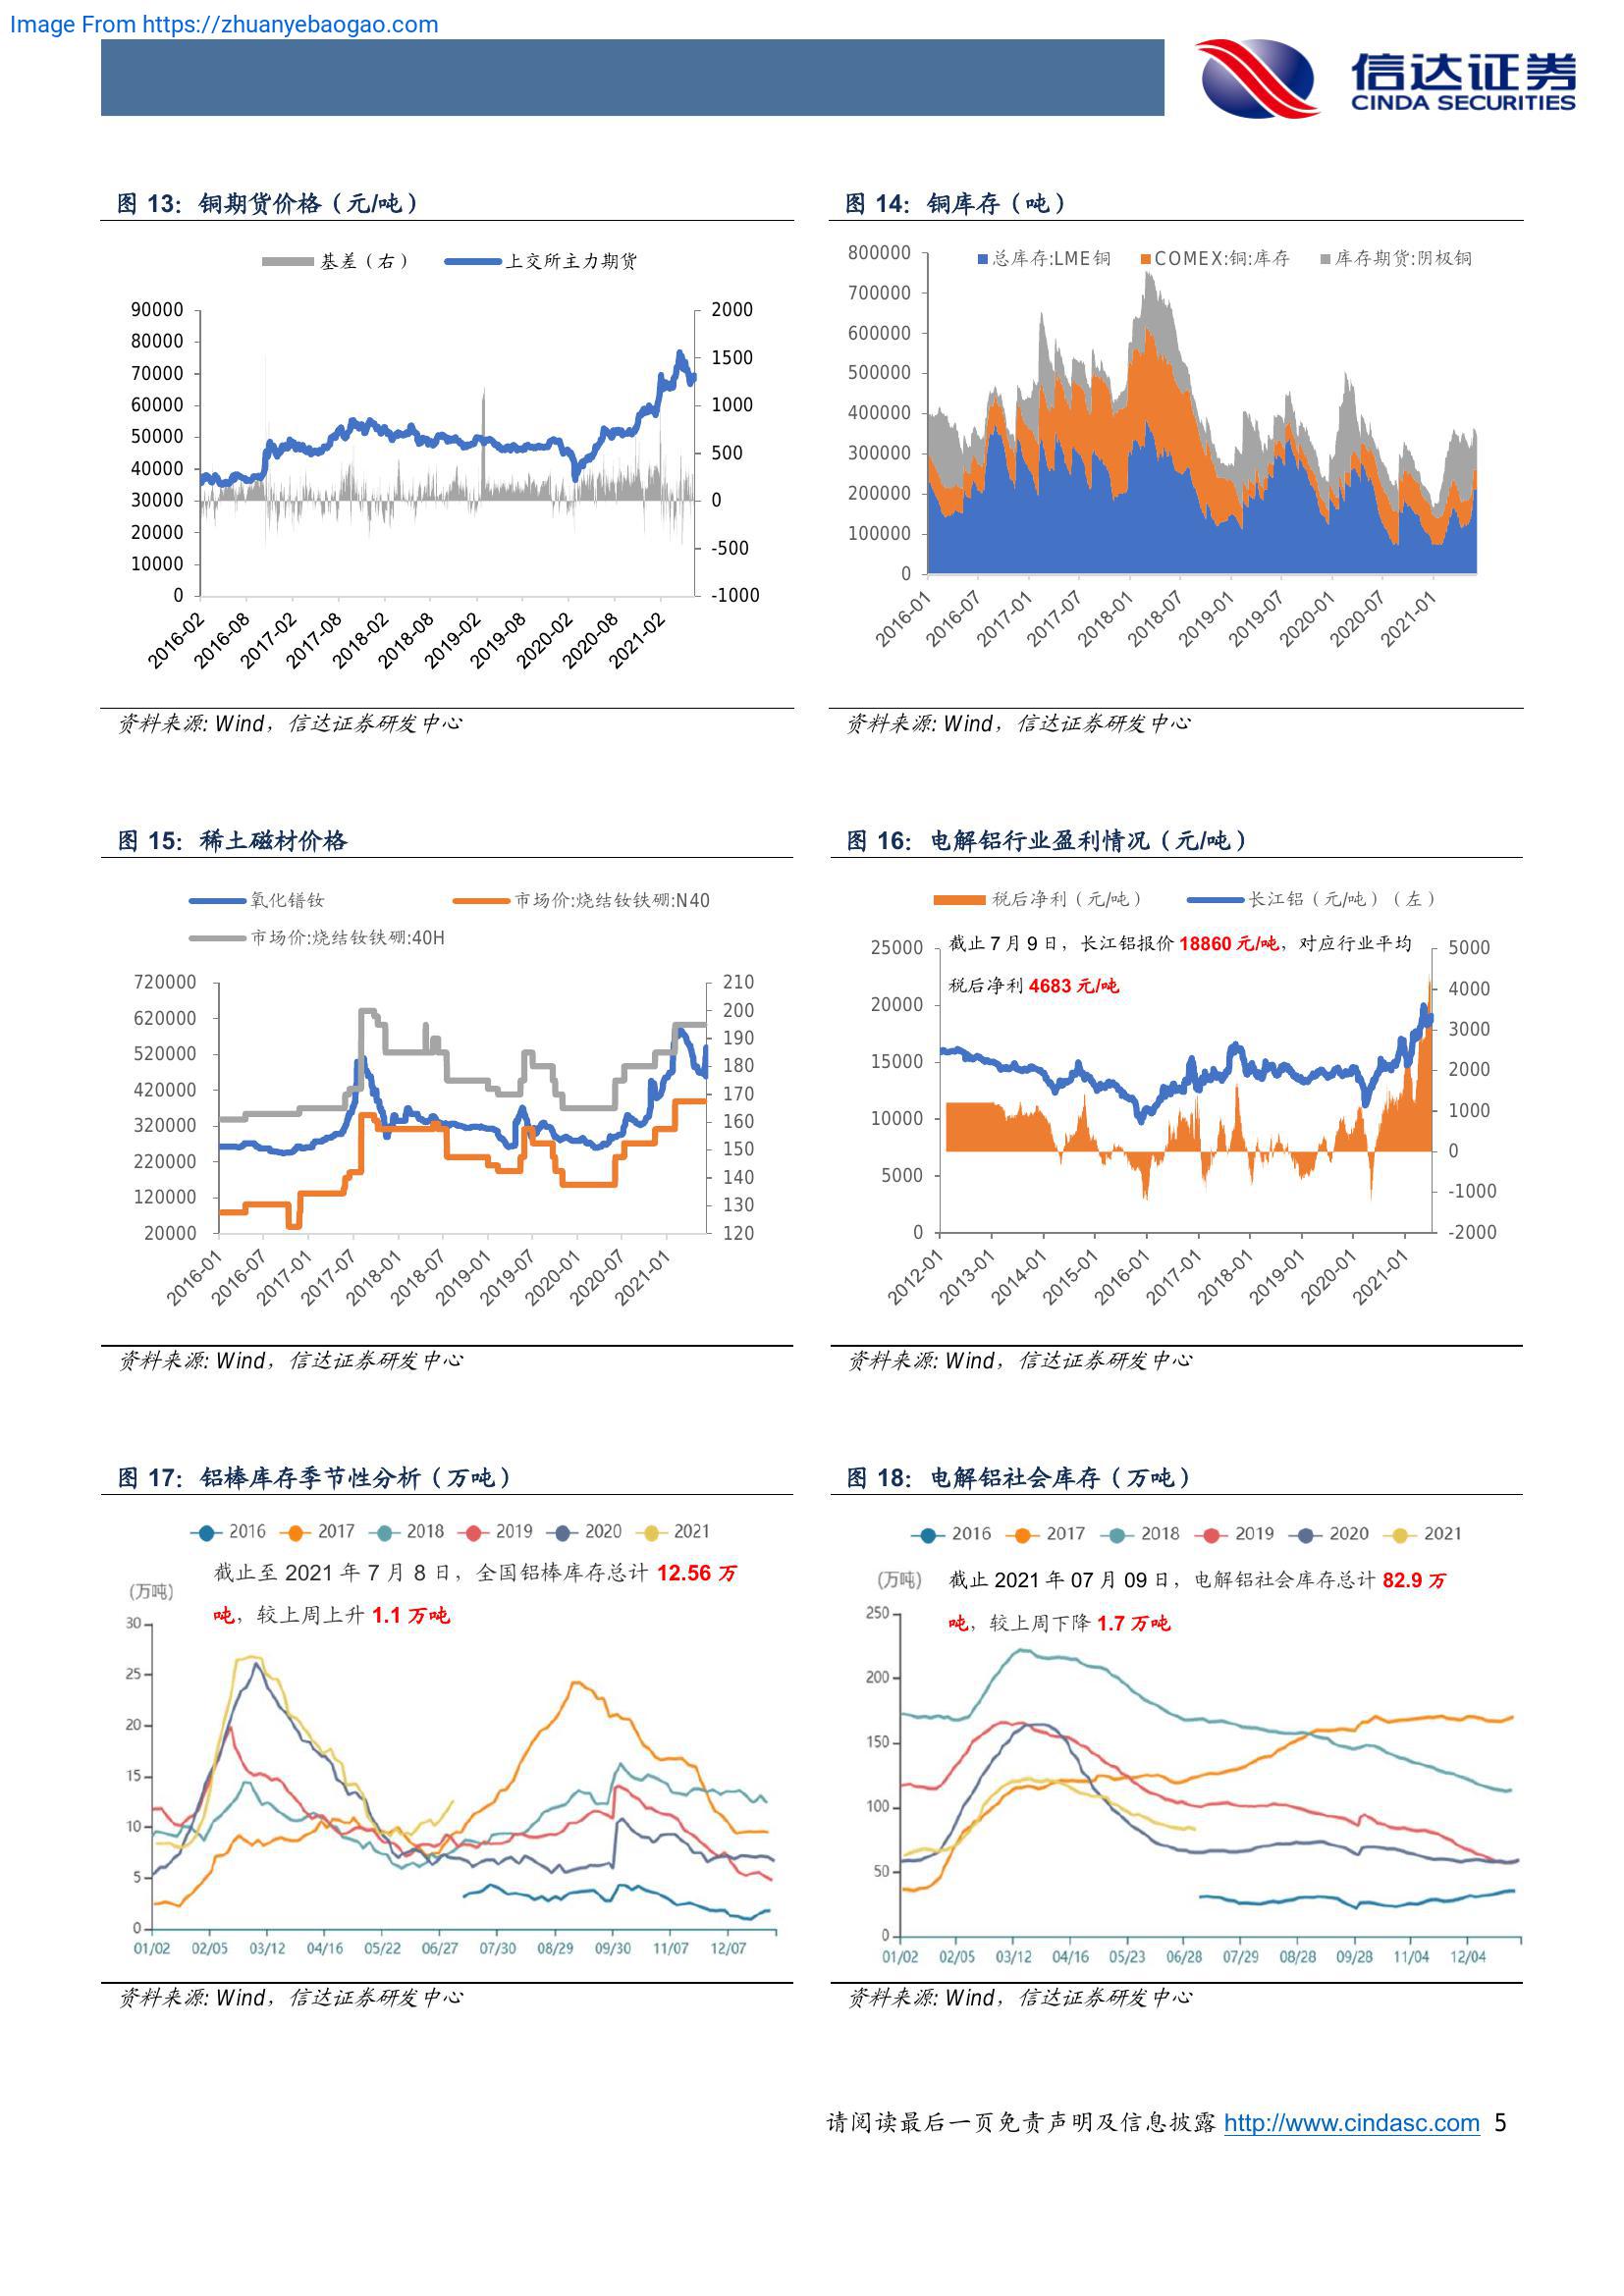 Image From https://zhuanyebaogao.com
信达证券
CINDA SECURITIES
图 13：铜期货价格（元/吨）
基差（右） 上交所主力期货
90000
80000
70000
60000
50000
40000
30000
20000
10000
0
2000
1500
1000
500
0
-500
-1000
2016-02 2016-08 2017-02 2017-08 2018-02 2018-08 2019-02 2019-08 2020-02 2020-08 2021-02
资料来源: Wind，信达证券研发中心
图 14：铜库存（吨）
总库存:LME铜 COMEX:铜:库存 库存期货:阴极铜
800000
700000
600000
500000
400000
300000
200000
100000
0
2016-01 2016-07 2017-01 2017-07 2018-01 2018-07 2019-01 2019-07 2020-01 2020-07 2021-01
资料来源: Wind，信达证券研发中心
图 15：稀土磁材价格
氧化镨钕 市场价:烧结钕铁硼:N40
市场价:烧结钕铁硼:40H
720000
620000
520000
420000
320000
220000
120000
20000
210
200
190
180
170
160
150
140
130
120
2016-01 2016-07 2017-01 2017-07 2018-01 2018-07 2019-01 2019-07 2020-01 2020-07 2021-01
资料来源: Wind，信达证券研发中心
图 16：电解铝行业盈利情况（元/吨）
税后净利（元/吨） 长江铝（元/吨）（左）
截止 7 月 9 日，长江铝报价 18860 元/吨，对应行业平均
税后净利 4683 元/吨
25000
20000
15000
10000
5000
0
5000
4000
3000
2000
1000
0
-1000
-2000
2012-01 2013-01 2014-01 2015-01 2016-01 2017-01 2018-01 2019-01 2020-01 2021-01
资料来源: Wind，信达证券研发中心
图 17：铝棒库存季节性分析（万吨）
2016 2017 2018 2019 2020 2021
截止至 2021 年 7 月 8 日，全国铝棒库存总计 12.56 万
吨，较上周上升 1.1 万吨
(万吨)
30
25
20
15
10
5
0
01/02 02/05 03/12 04/16 05/22 06/27 07/30 08/29 09/30 11/07 12/07
资料来源: Wind，信达证券研发中心
图 18：电解铝社会库存（万吨）
2016 2017 2018 2019 2020 2021
截止 2021 年 07 月 09 日，电解铝社会库存总计 82.9 万
吨，较上周下降 1.7 万吨
(万吨)
250
200
150
100
50
0
01/02 02/05 03/12 04/16 05/23 06/28 07/29 08/28 09/28 11/04 12/04
资料来源: Wind，信达证券研发中心
请阅读最后一页免责声明及信息披露 http://www.cindasc.com 5